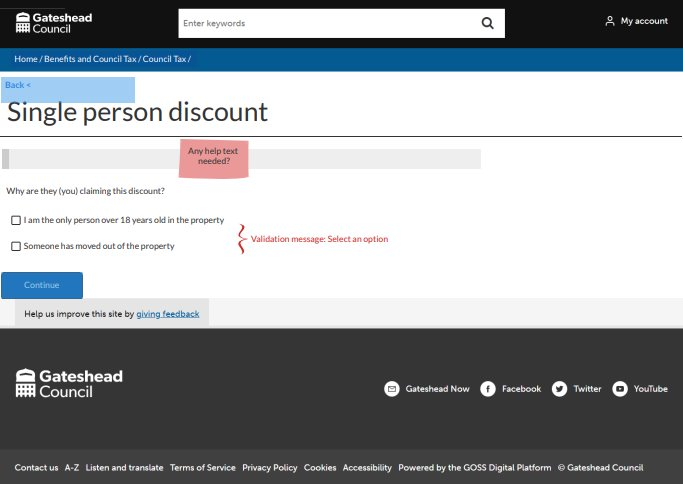 Gateshead
Council
Enter keywords
My account
Home / Benefits and Council Tax / Council Tax /
Back <
Single person discount
Any help text
needed?
Why are they (you) claiming this discount?
I am the only person over 18 years old in the property
Someone has moved out of the property
Validation message: Select an option
Continue
Help us improve this site by giving feedback
Gateshead
Council
Gateshead Now Facebook Twitter YouTube
Contact us A-Z Listen and translate Terms of Service Privacy Policy Cookies Accessibility Powered by the GOSS Digital Platform © Gateshead Council